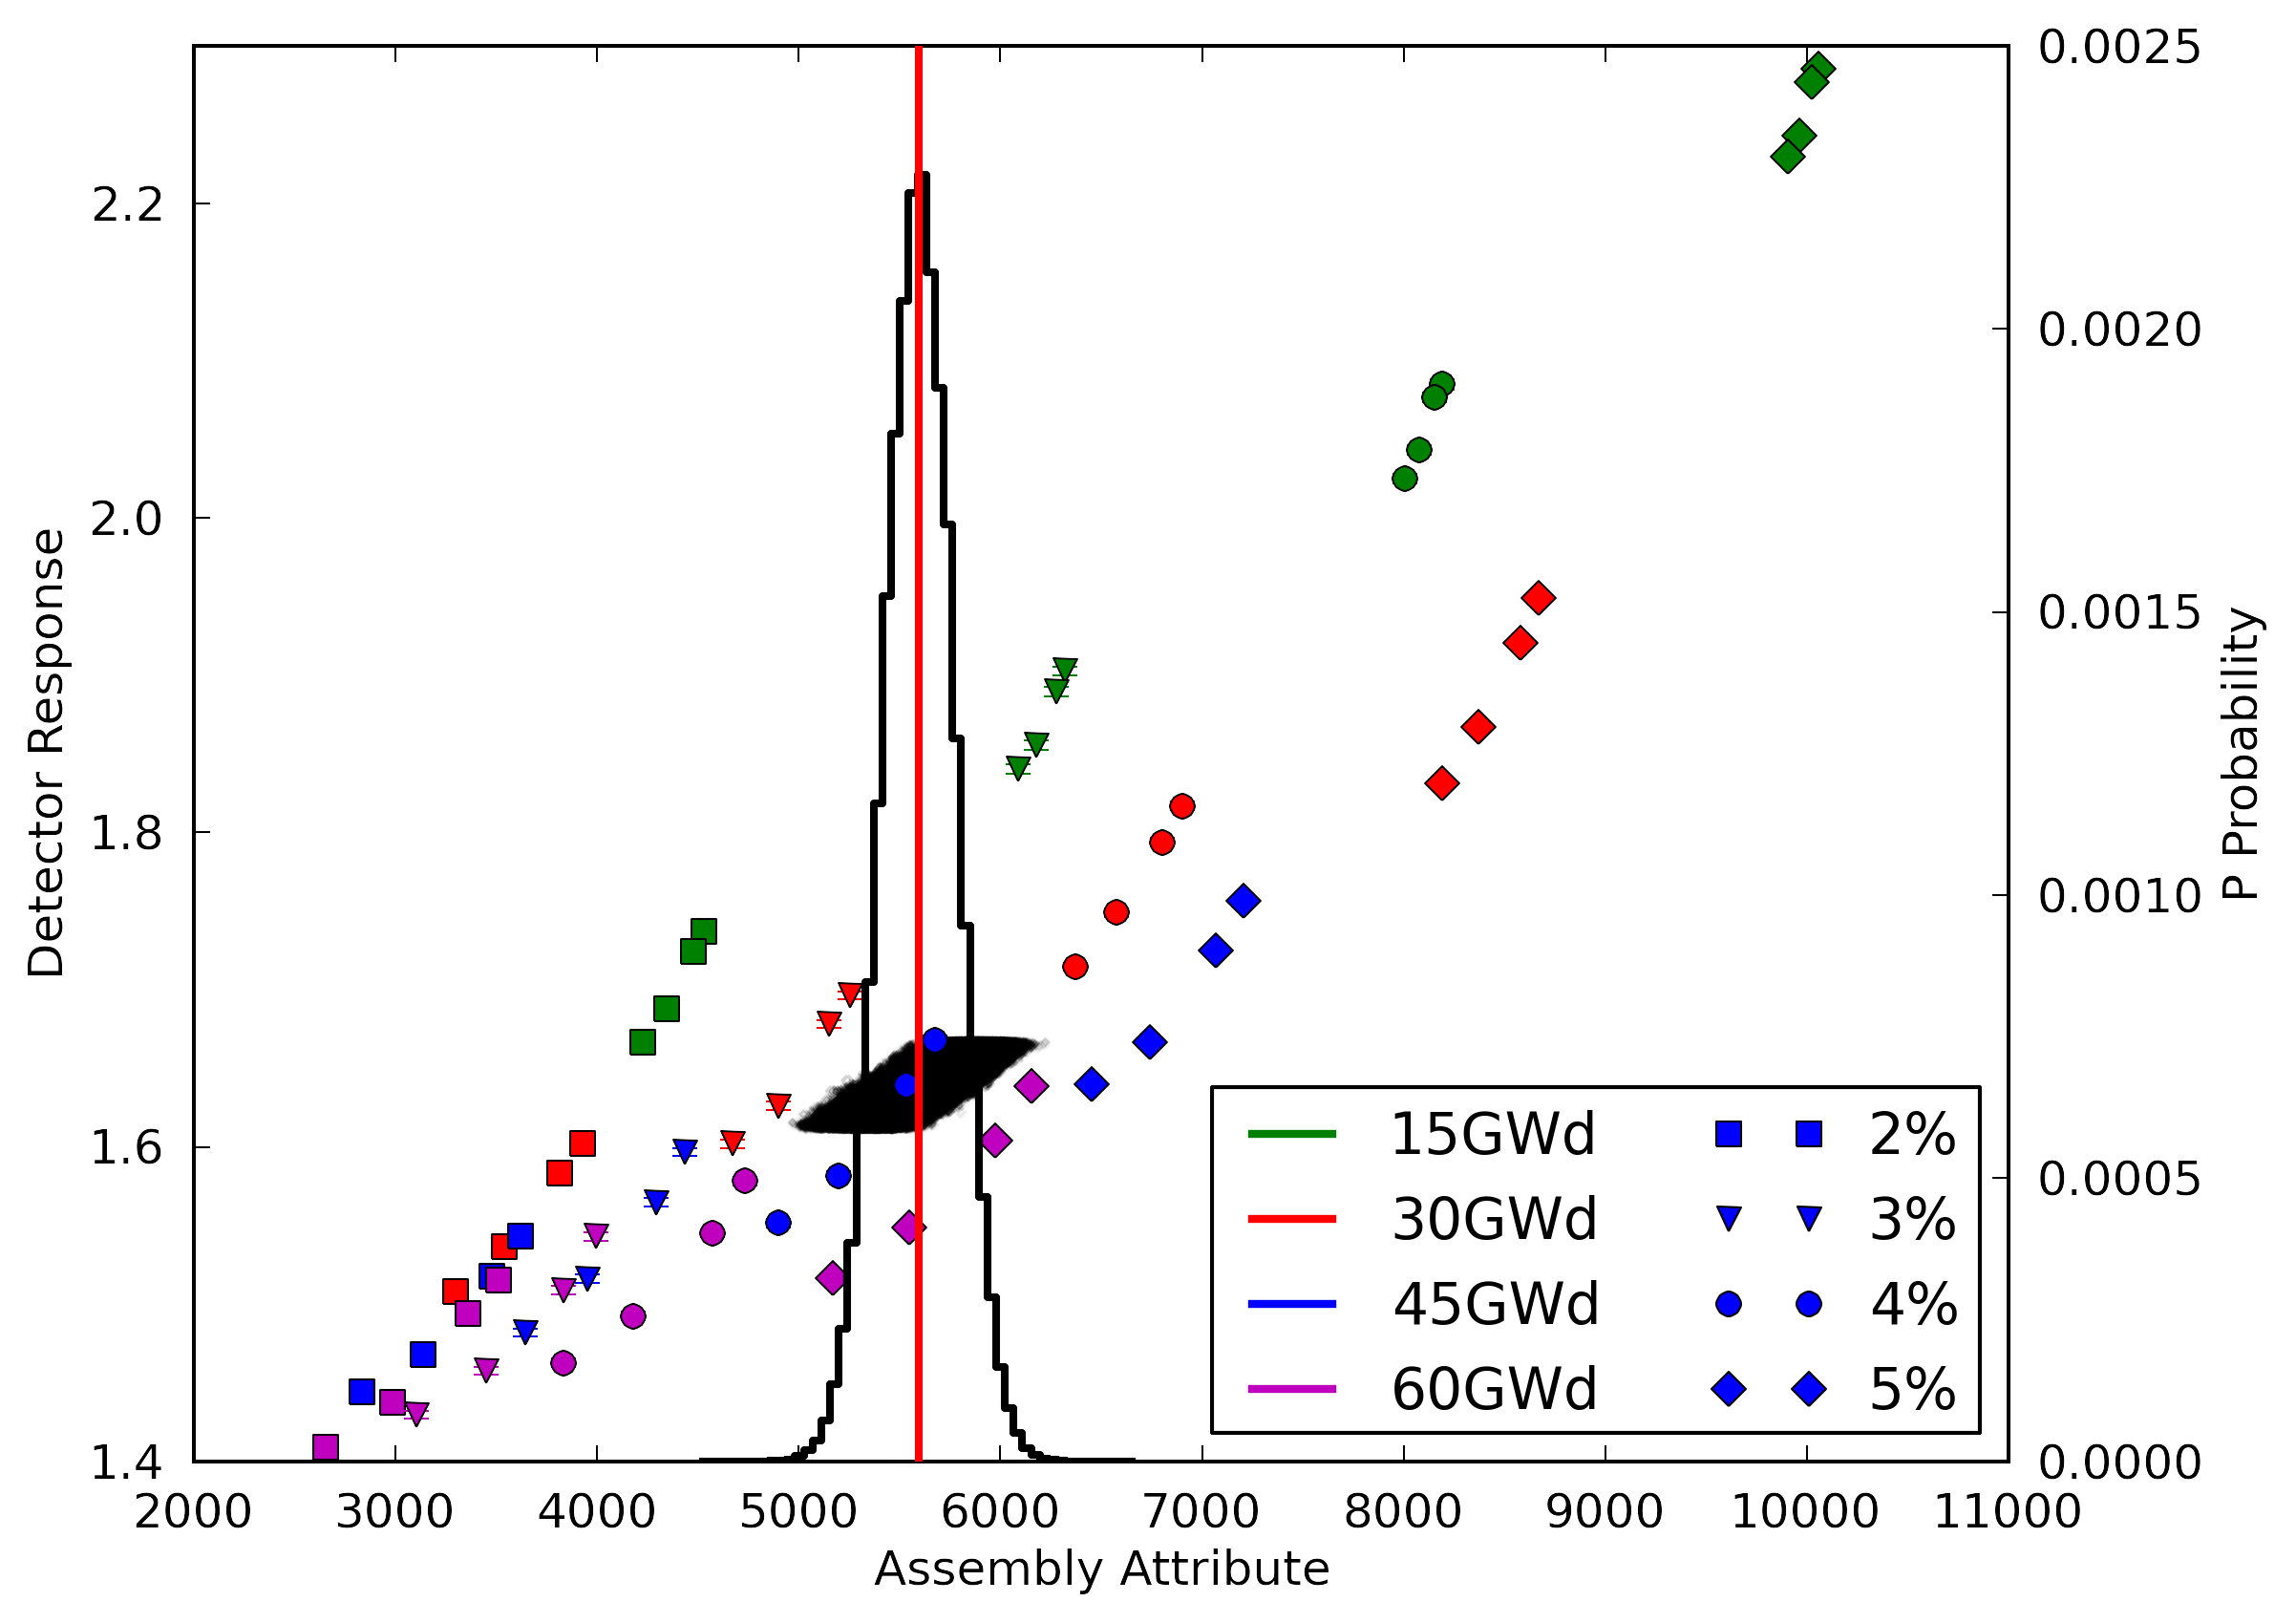 Detector Response
2.2
2.0
1.8
1.6
1.4
0.0025
0.0020
0.0015
0.0010
0.0005
0.0000
P Probability
15GWd 2%
30GWd 3%
45GWd 4%
60GWd 5%
2000 3000 4000 5000 6000 7000 8000 9000 10000 11000
Assembly Attribute